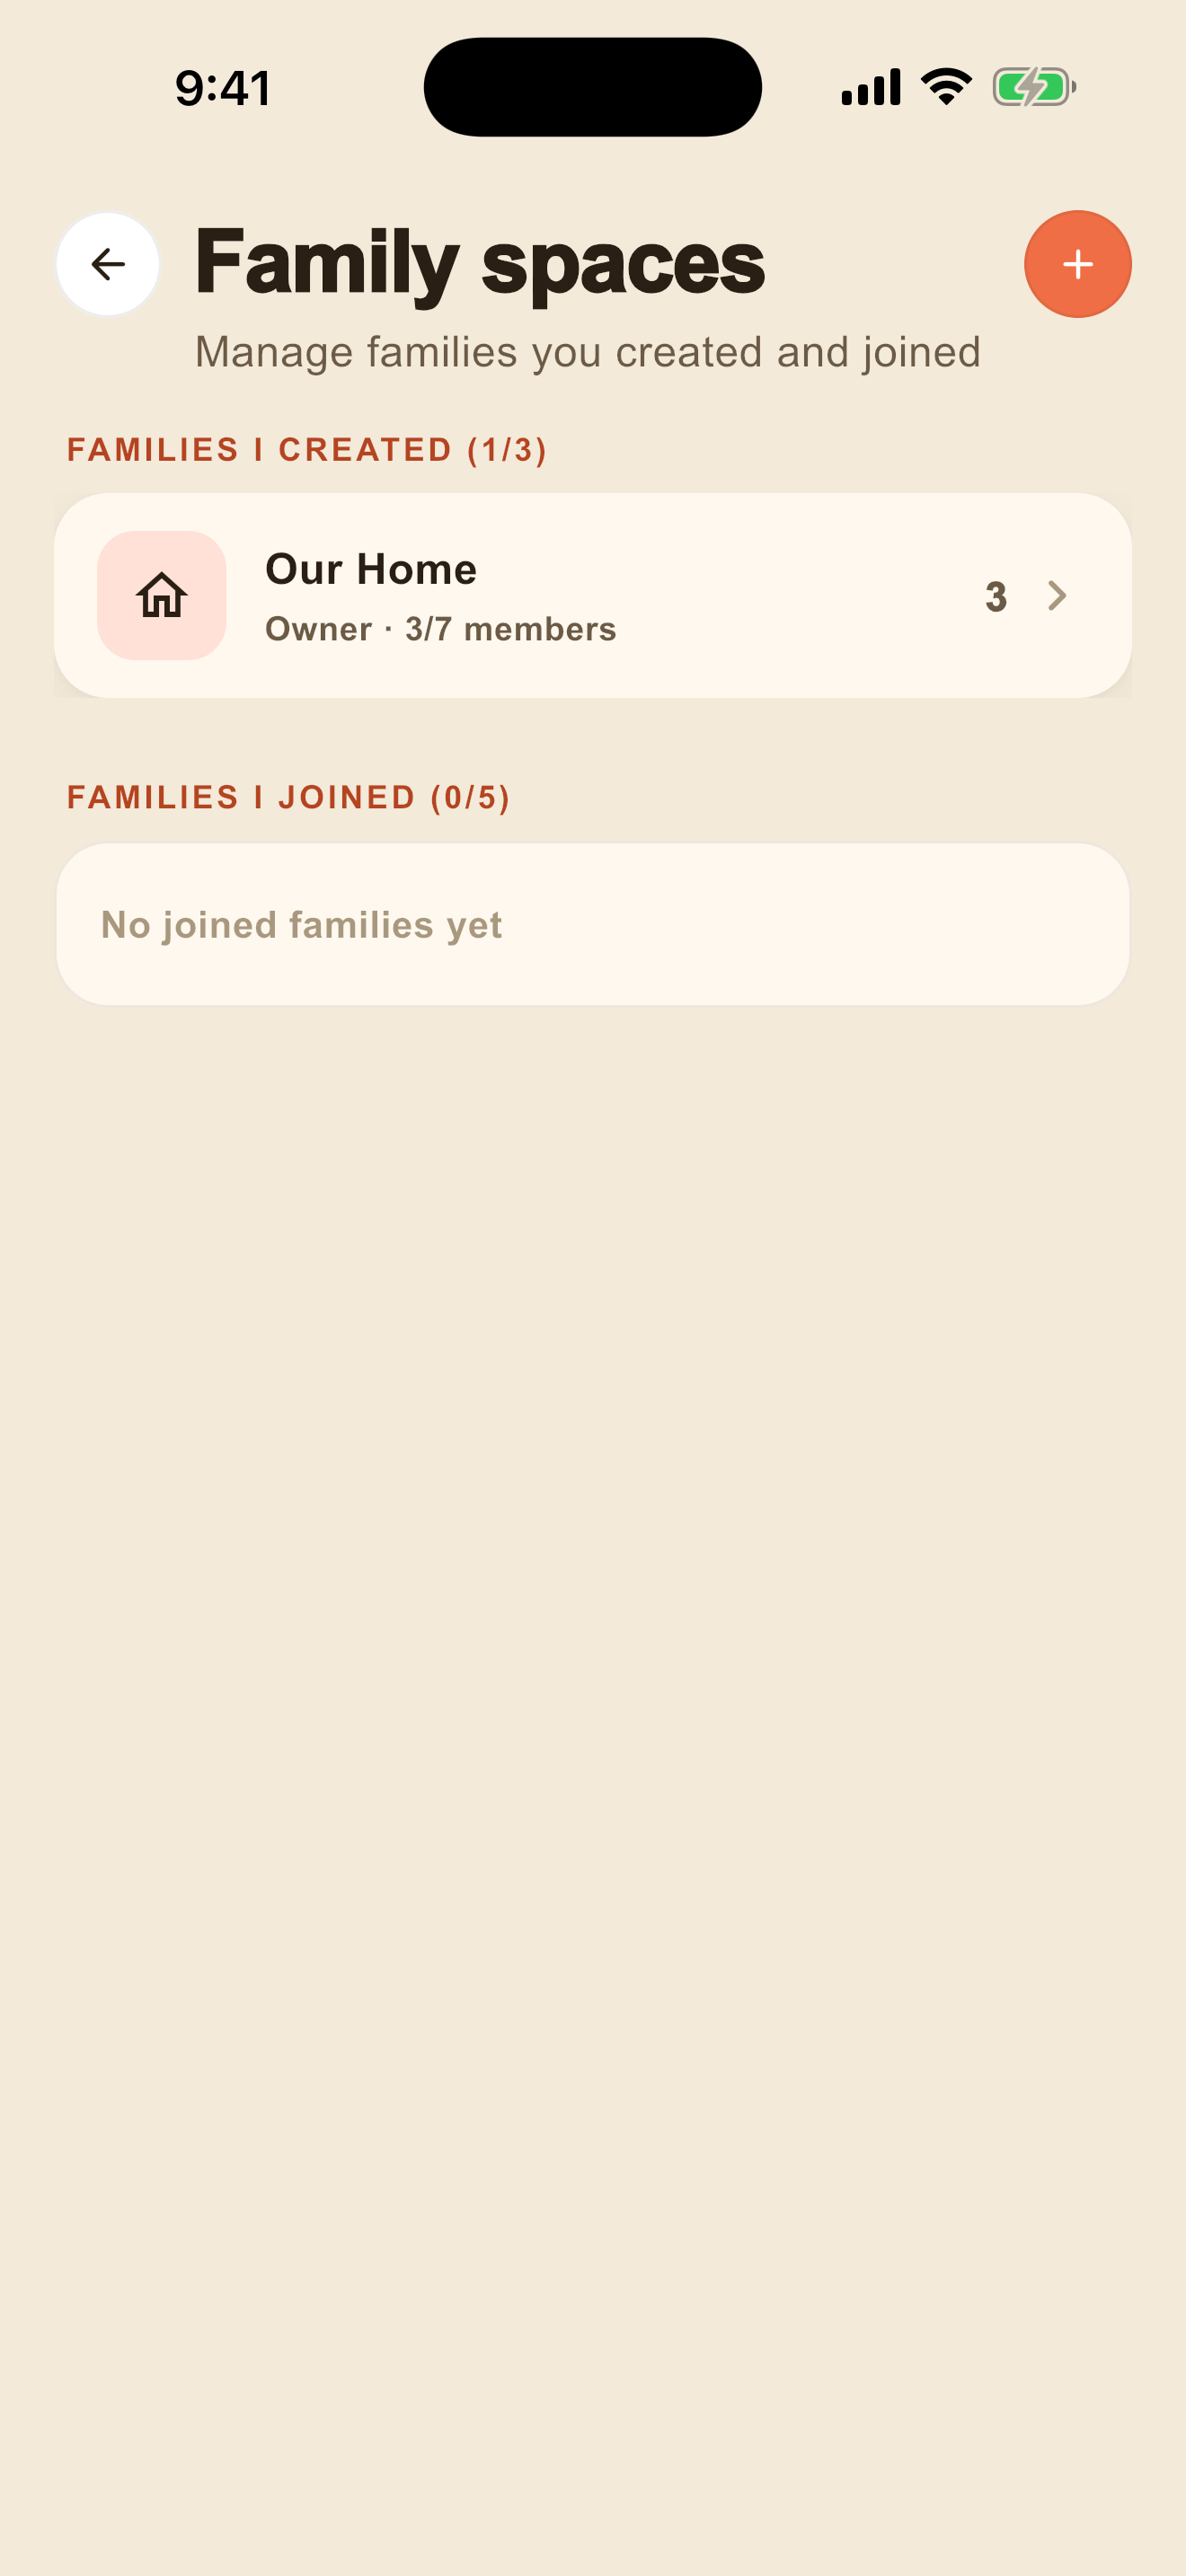 9:41
Family spaces
Manage families you created and joined
FAMILIES I CREATED (1/3)
Our Home
Owner · 3/7 members
3
FAMILIES I JOINED (0/5)
No joined families yet